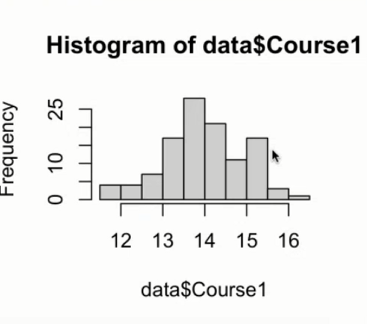 Histogram of data$Course1
Frequency
25
10
0
12 13 14 15 16
data$Course1